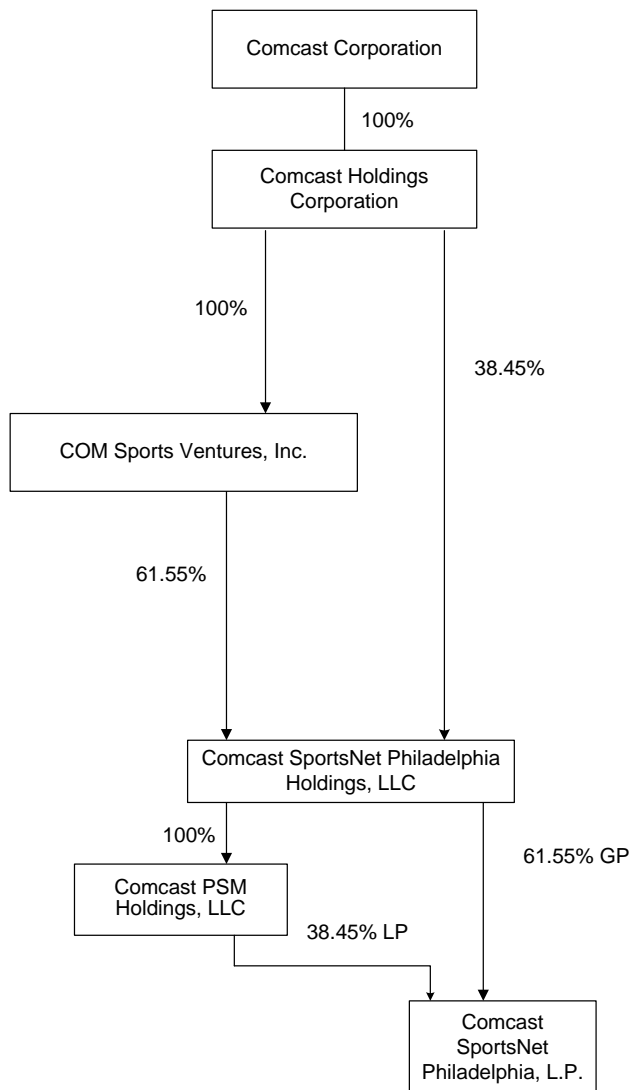 Comcast Corporation
100%
Comcast Holdings
Corporation
100%
38.45%
COM Sports Ventures, Inc.
61.55%
Comcast SportsNet Philadelphia
Holdings, LLC
100%
61.55% GP
Comcast PSM
Holdings, LLC
38.45% LP
Comcast
SportsNet
Philadelphia, L.P.